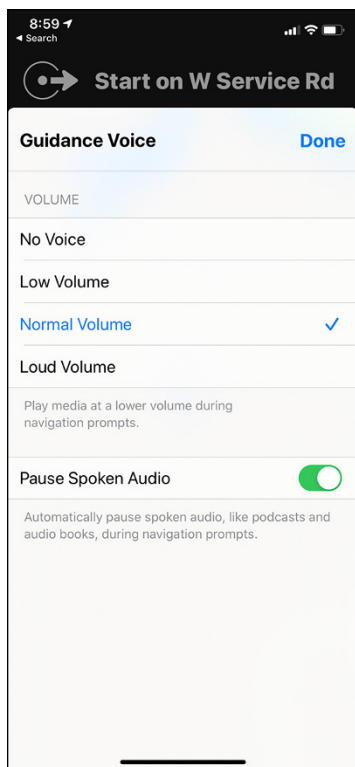 8:59
Search
Start on W Service Rd
Guidance Voice
Done
VOLUME
No Voice
Low Volume
Normal Volume
Loud Volume
Play media at a lower volume during
navigation prompts.
Pause Spoken Audio
Automatically pause spoken audio, like podcasts and
audio books, during navigation prompts.